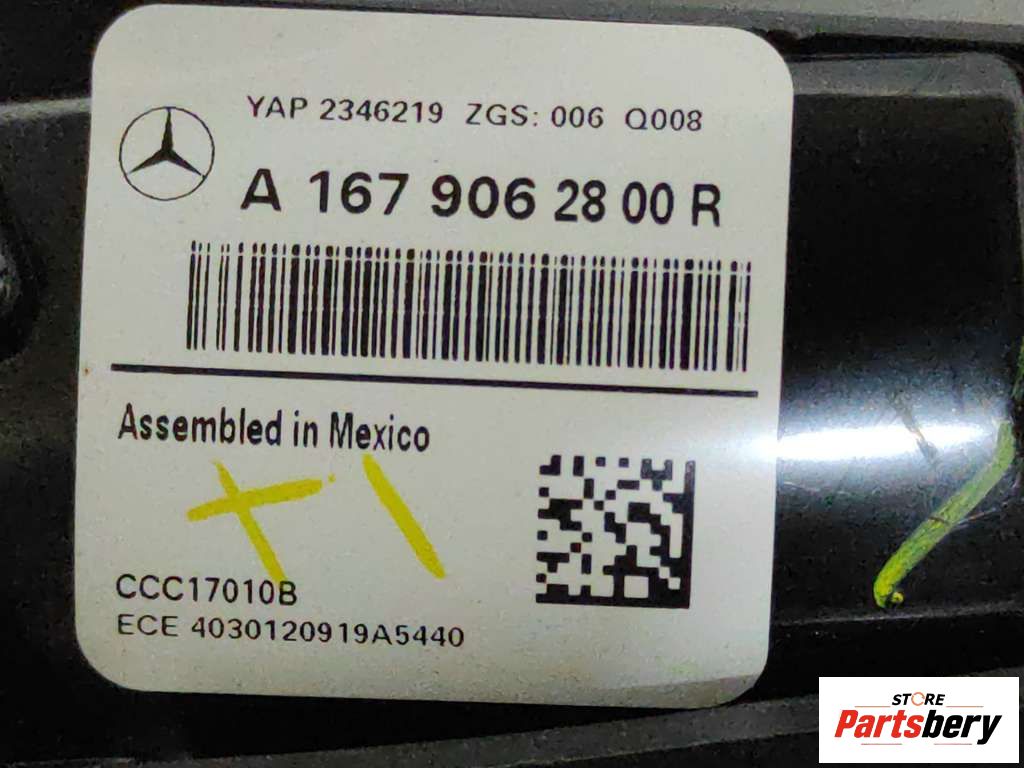 YAP 2346219 ZGS: 006 Q008
A 167 906 28 00 R
Assembled in Mexico
CCC17010B
ECE 4030120919A5440
STORE
Partsbery